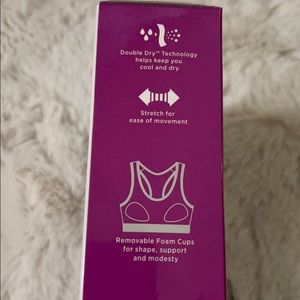 Double Dry™ Technology
helps keep you
cool and dry
Stretch for
ease of movement
Removable Foam Cups
for shape, support
and modesty